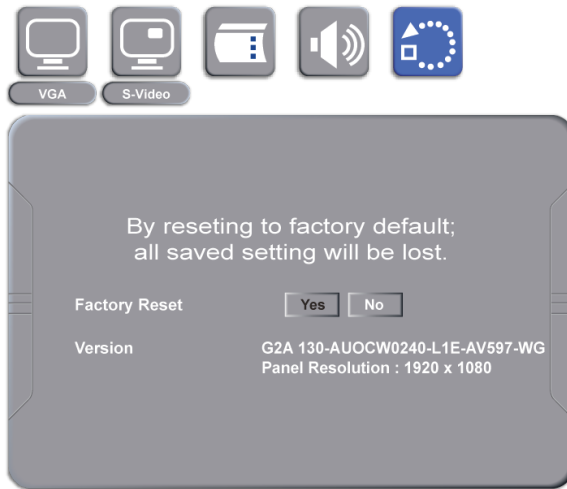 VGA
S-Video
By reseting to factory default;
all saved setting will be lost.
Factory Reset
Yes
No
Version
G2A 130-AUOCW0240-L1E-AV597-WG
Panel Resolution : 1920 x 1080